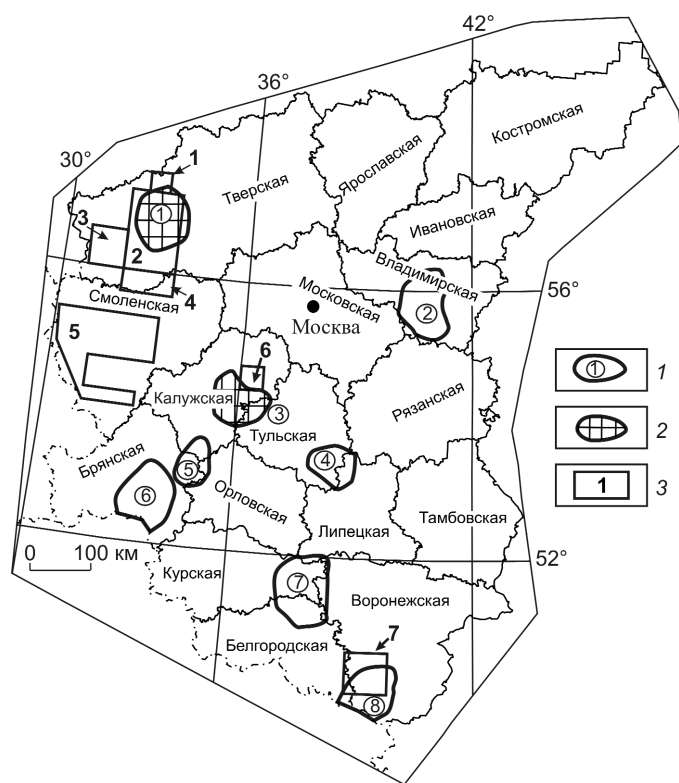 42°
36°
30°
Костромская
1
Ярославская
Тверская
1
3
Ивановская
2
Владимирская
56°
4
Смоленская
Московская
2
5
Москва
6
1
1
Калужская
Рязанская
3
2
Тульская
4
Брянская
5
1
3
6
Орловская
Тамбовская
Липецкая
0 100 км
52°
Курская
7
Воронежская
Белгородская
7
8